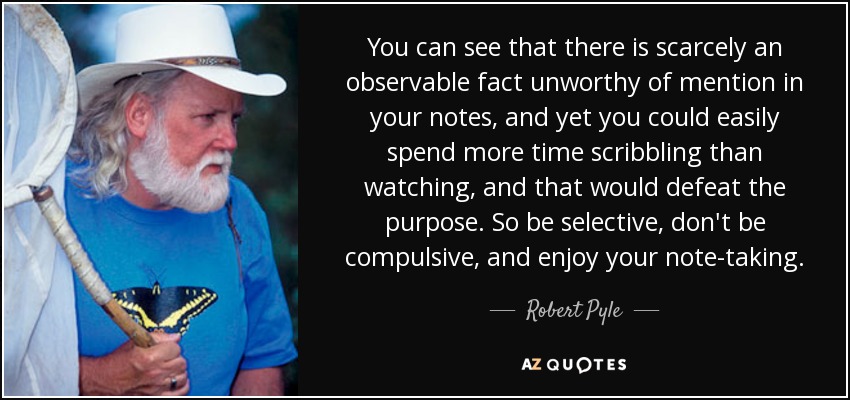 You can see that there is scarcely an
observable fact unworthy of mention in
your notes, and yet you could easily
spend more time scribbling than
watching, and that would defeat the
purpose. So be selective, don't be
compulsive, and enjoy your note-taking.
Robert Pyle
AZ QUOTES